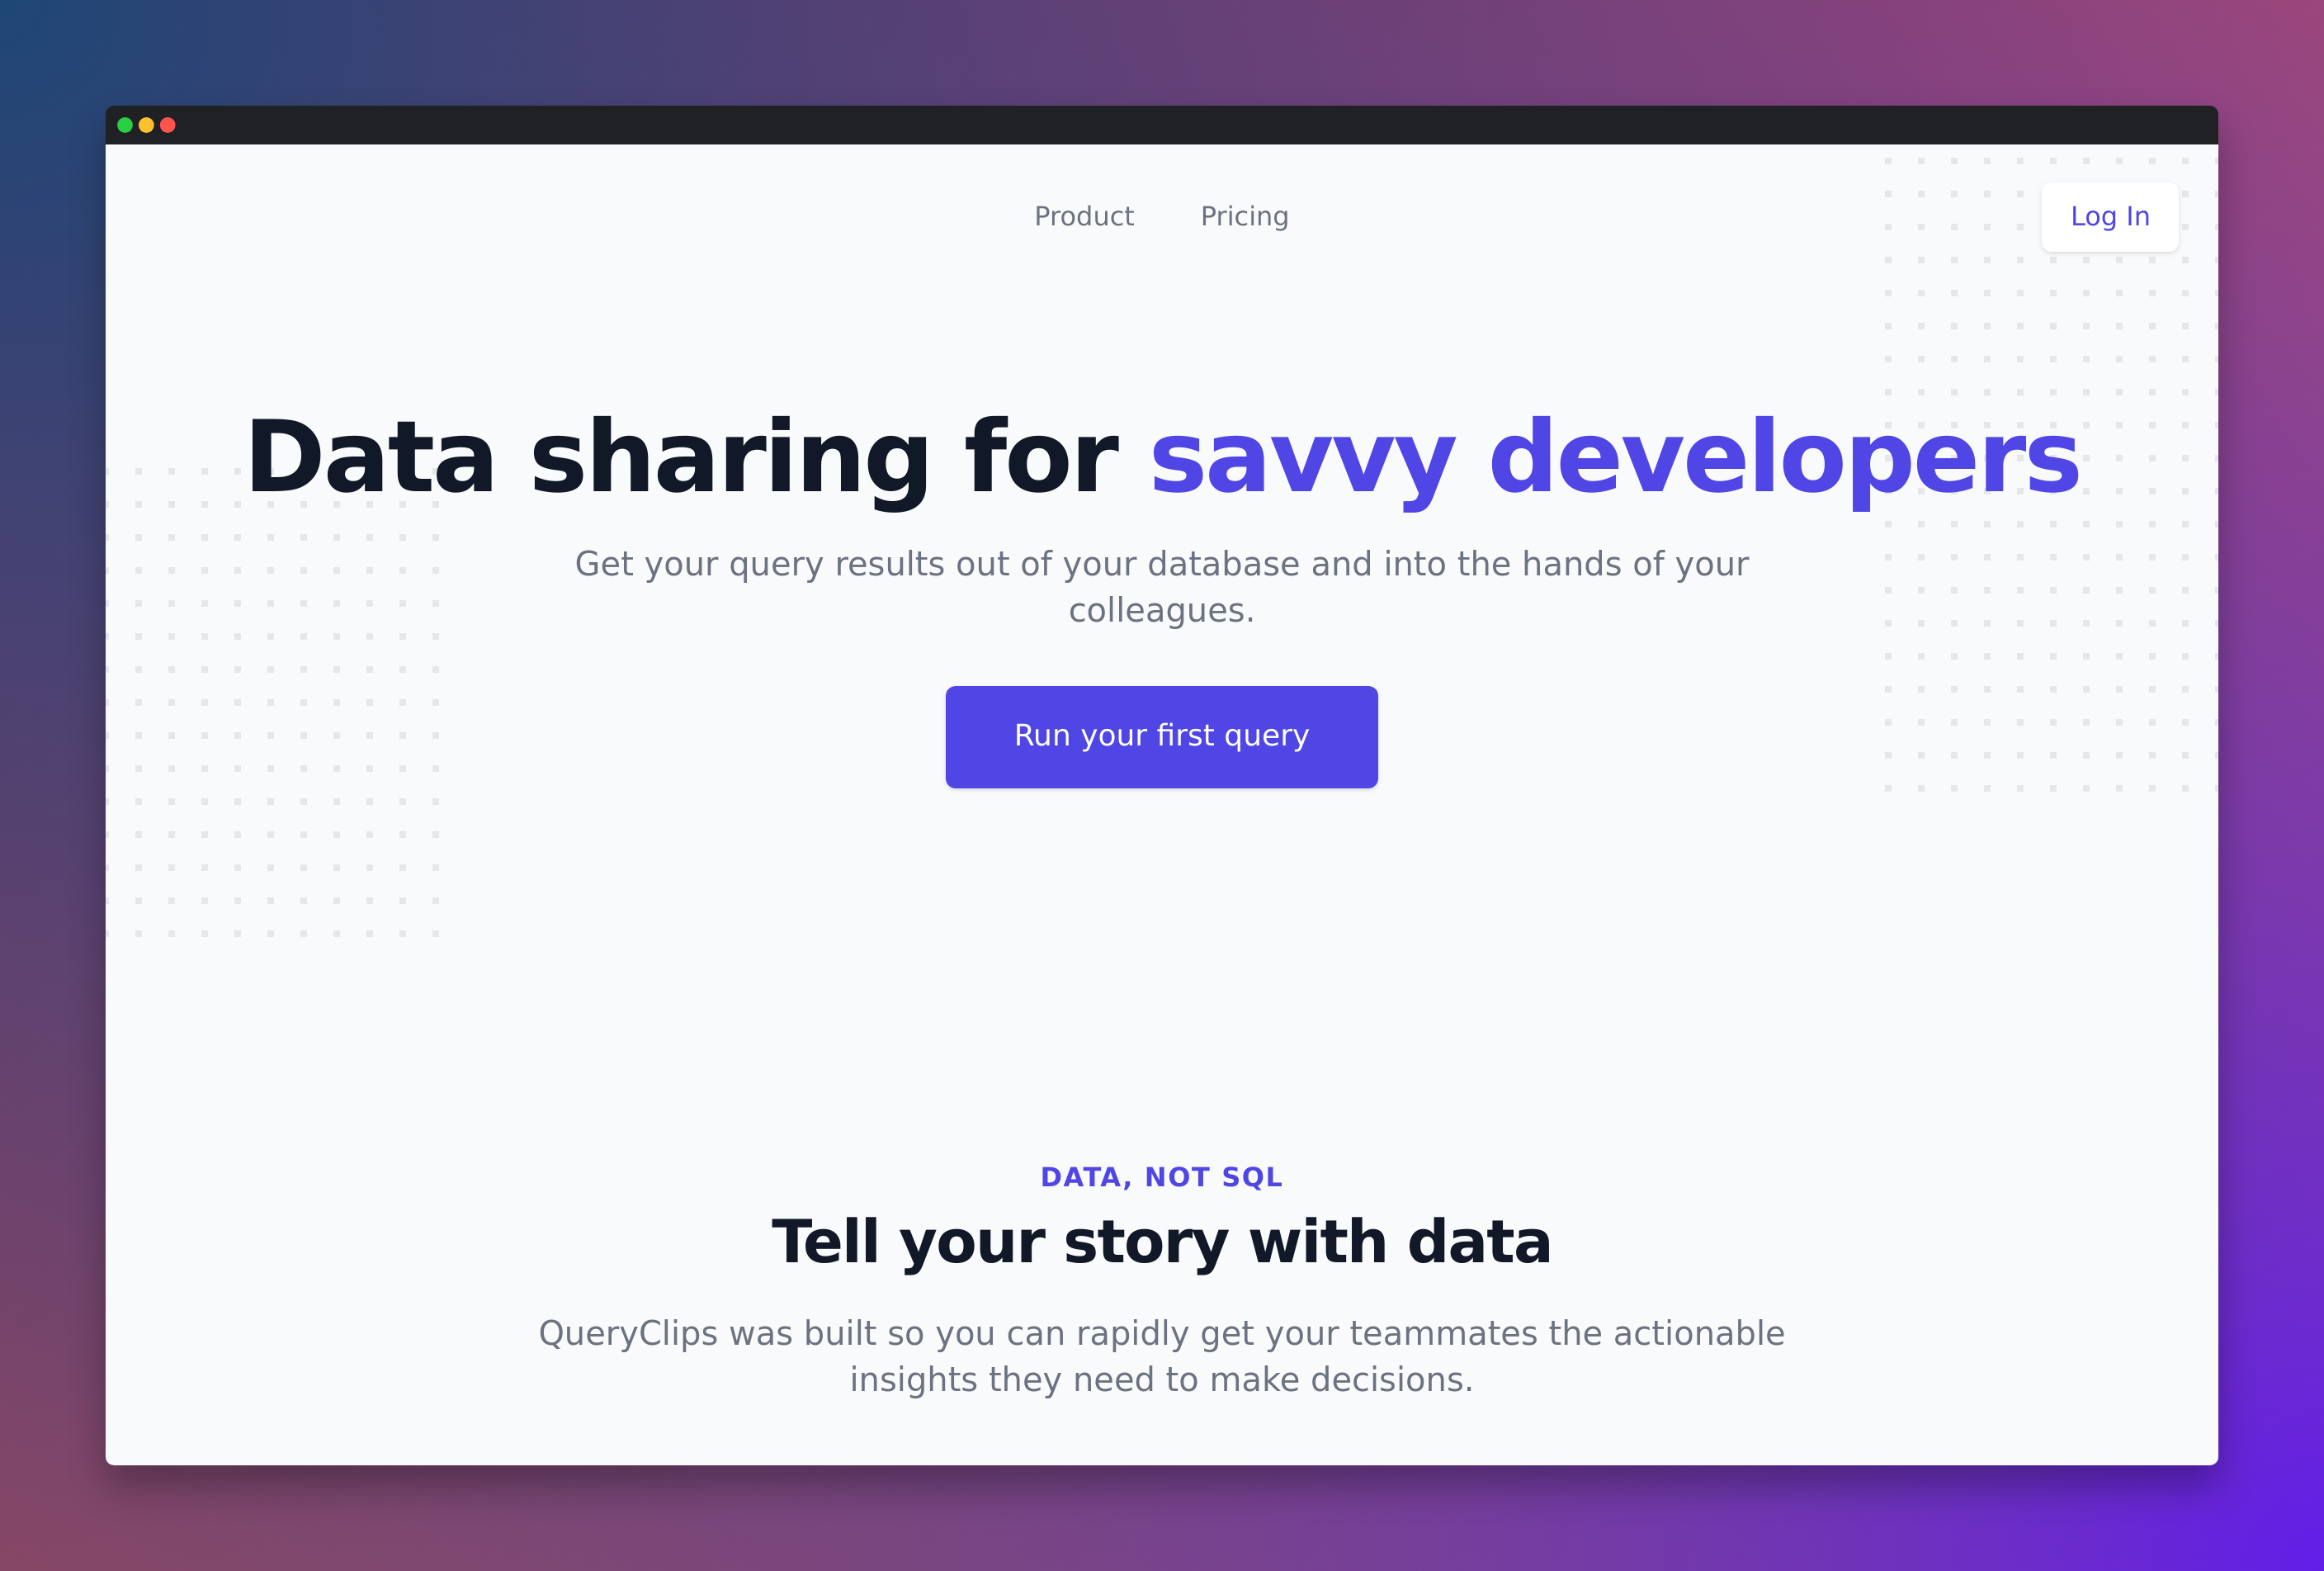 Product
Pricing
Log In
Data sharing for savvy developers
Get your query results out of your database and into the hands of your
colleagues.
Run your first query
DATA, NOT SQL
Tell your story with data
QueryClips was built so you can rapidly get your teammates the actionable
insights they need to make decisions.